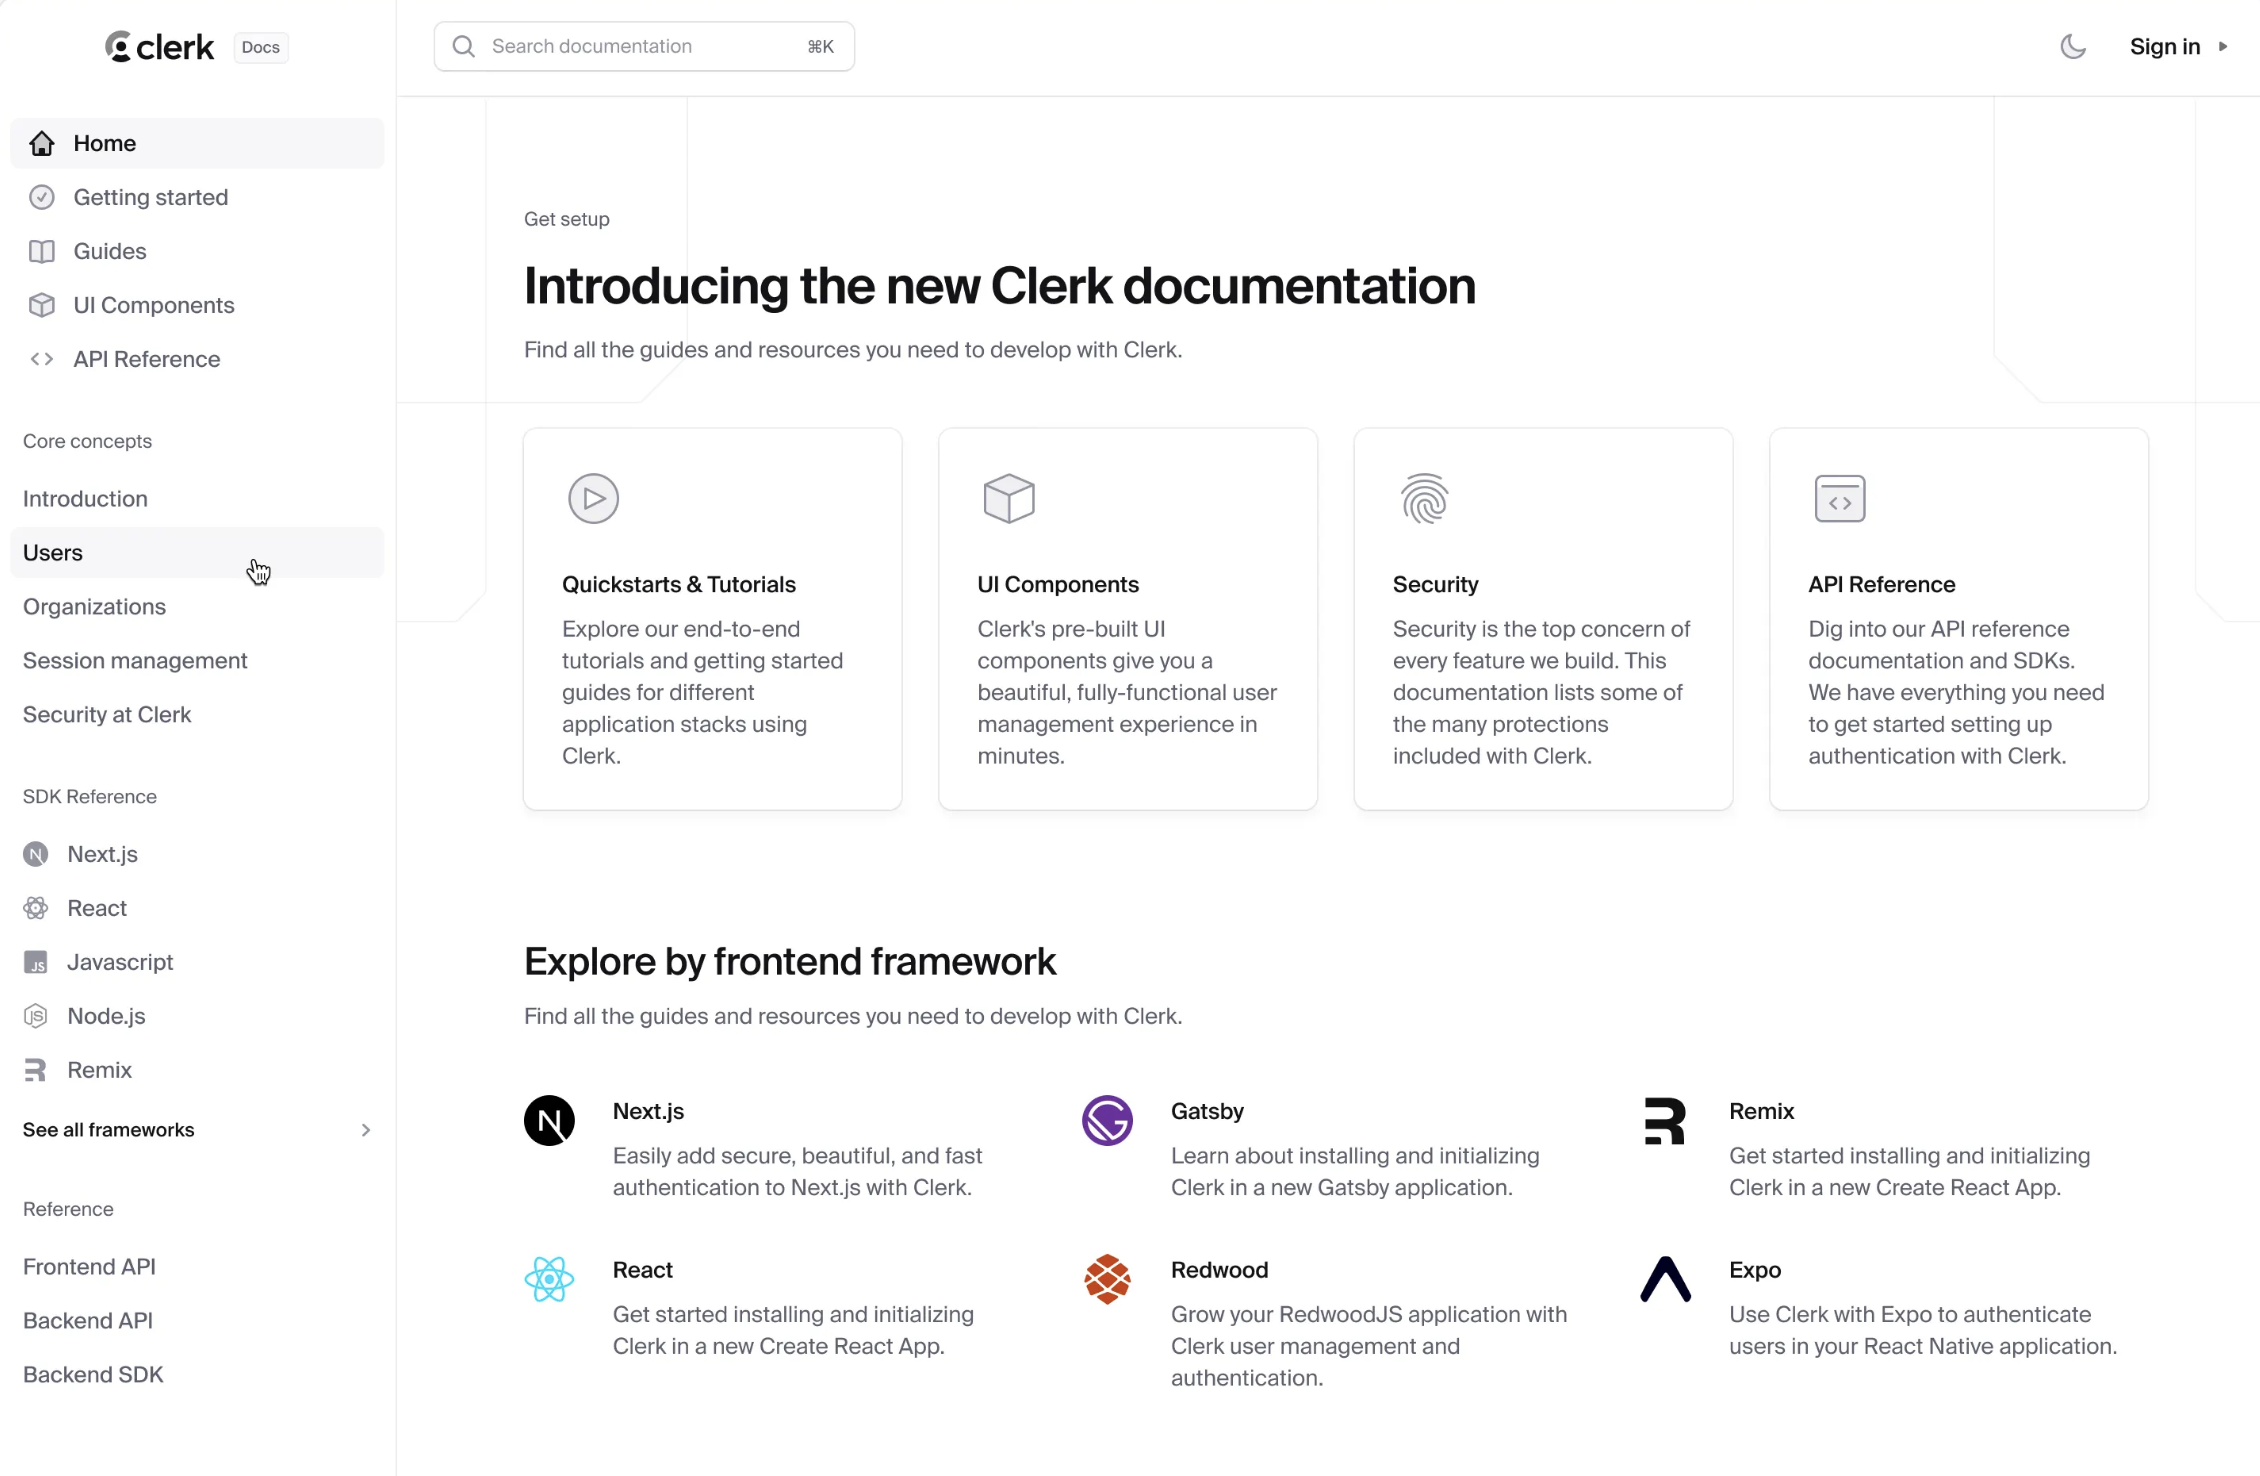 clerk Docs
Search documentation ⌘K
Sign in
Home
Getting started
Guides
UI Components
API Reference
Core concepts
Introduction
Users
Organizations
Session management
Security at Clerk
SDK Reference
Next.js
React
Javascript
Node.js
Remix
See all frameworks
Reference
Frontend API
Backend API
Backend SDK
Get setup
Introducing the new Clerk documentation
Find all the guides and resources you need to develop with Clerk.
Quickstarts & Tutorials
Explore our end-to-end
tutorials and getting started
guides for different
application stacks using
Clerk.
UI Components
Clerk's pre-built UI
components give you a
beautiful, fully-functional user
management experience in
minutes.
Security
Security is the top concern of
every feature we build. This
documentation lists some of
the many protections
included with Clerk.
API Reference
Dig into our API reference
documentation and SDKs.
We have everything you need
to get started setting up
authentication with Clerk.
Explore by frontend framework
Find all the guides and resources you need to develop with Clerk.
Next.js
Easily add secure, beautiful, and fast
authentication to Next.js with Clerk.
Gatsby
Learn about installing and initializing
Clerk in a new Gatsby application.
Remix
Get started installing and initializing
Clerk in a new Create React App.
React
Get started installing and initializing
Clerk in a new Create React App.
Redwood
Grow your RedwoodJS application with
Clerk user management and
authentication.
Expo
Use Clerk with Expo to authenticate
users in your React Native application.